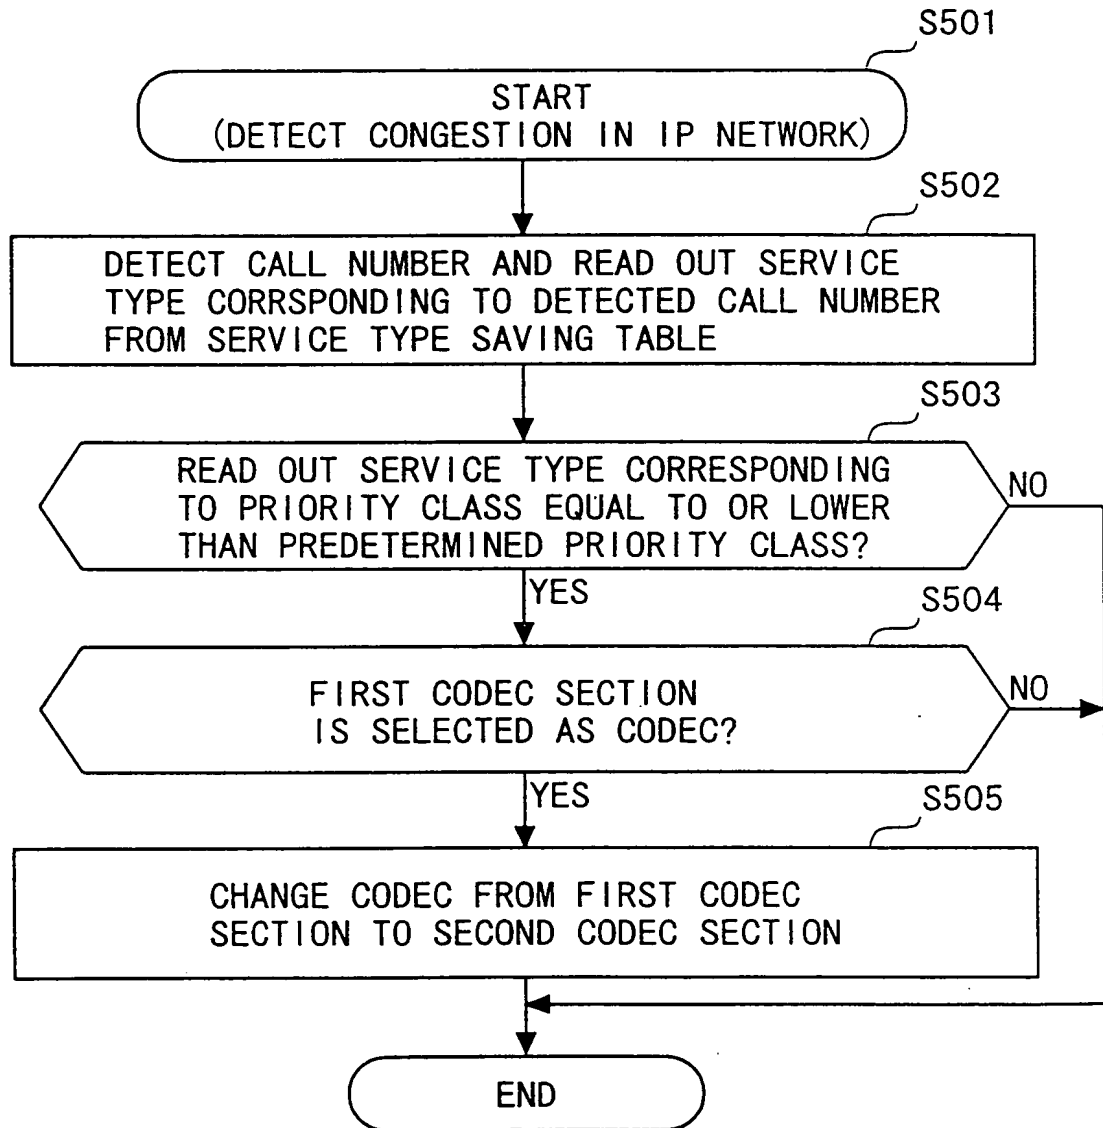 S501
START
(DETECT CONGESTION IN IP NETWORK)
S502
DETECT CALL NUMBER AND READ OUT SERVICE
TYPE CORRSPONDING TO DETECTED CALL NUMBER
FROM SERVICE TYPE SAVING TABLE
S503
READ OUT SERVICE TYPE CORRESPONDING
TO PRIORITY CLASS EQUAL TO OR LOWER
THAN PREDETERMINED PRIORITY CLASS?
NO
YES
S504
FIRST CODEC SECTION
IS SELECTED AS CODEC?
NO
YES
S505
CHANGE CODEC FROM FIRST CODEC
SECTION TO SECOND CODEC SECTION
END